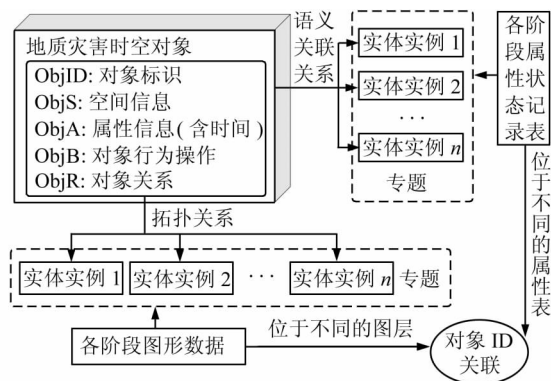 地质灾害时空对象
ObjID: 对象标识
ObjS: 空间信息
ObjA: 属性信息(含时间)
ObjB: 对象行为操作
ObjR: 对象关系
语义
关联
关系
实体实例 1
实体实例 2
···
实体实例 n
专题
各阶
段属
性状
态记
录表
位于不同的属性表
拓扑关系
实体实例 1
实体实例 2
···
实体实例 n
专题
各阶段图形数据
位于不同的图层
对象 ID
关联